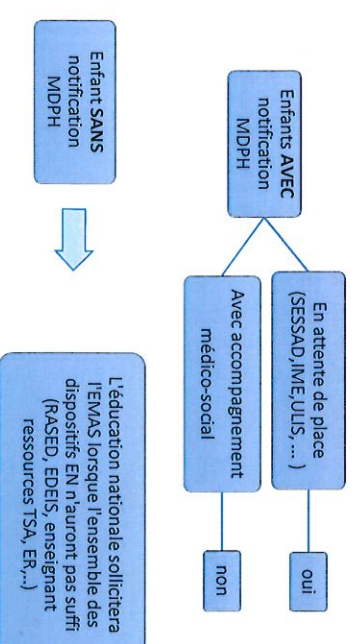 Enfants AVEC
notification
MDPH
En attente de place
(SESSAD,IME,ULIS, ... )
oui
Avec accompagnement
médico-social
non
Enfant SANS
notification
MDPH
L'éducation nationale sollicitera
l'EMAS lorsque l'ensemble des
dispositifs EN n'auront pas suffi
(RASED, EDEIS, enseignant
ressources TSA, ER,...)